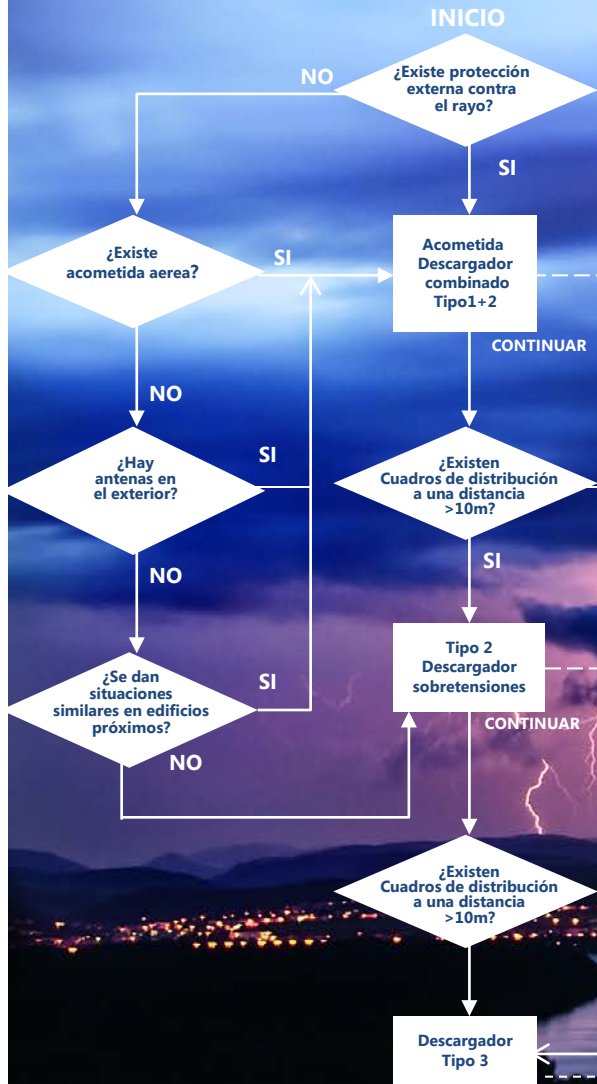 INICIO
¿Existe protección
externa contra
el rayo?
NO
SI
¿Existe
acometida aerea?
SI
Acometida
Descargador
combinado
Tipo1+2
CONTINUAR
NO
¿Hay
antenas en
el exterior?
SI
¿Existen
Cuadros de distribución
a una distancia
>10m?
NO
SI
¿Se dan
situaciones
similares en edificios
próximos?
SI
Tipo 2
Descargador
sobretensiones
CONTINUAR
NO
¿Existen
Cuadros de distribución
a una distancia
>10m?
Descargador
Tipo 3